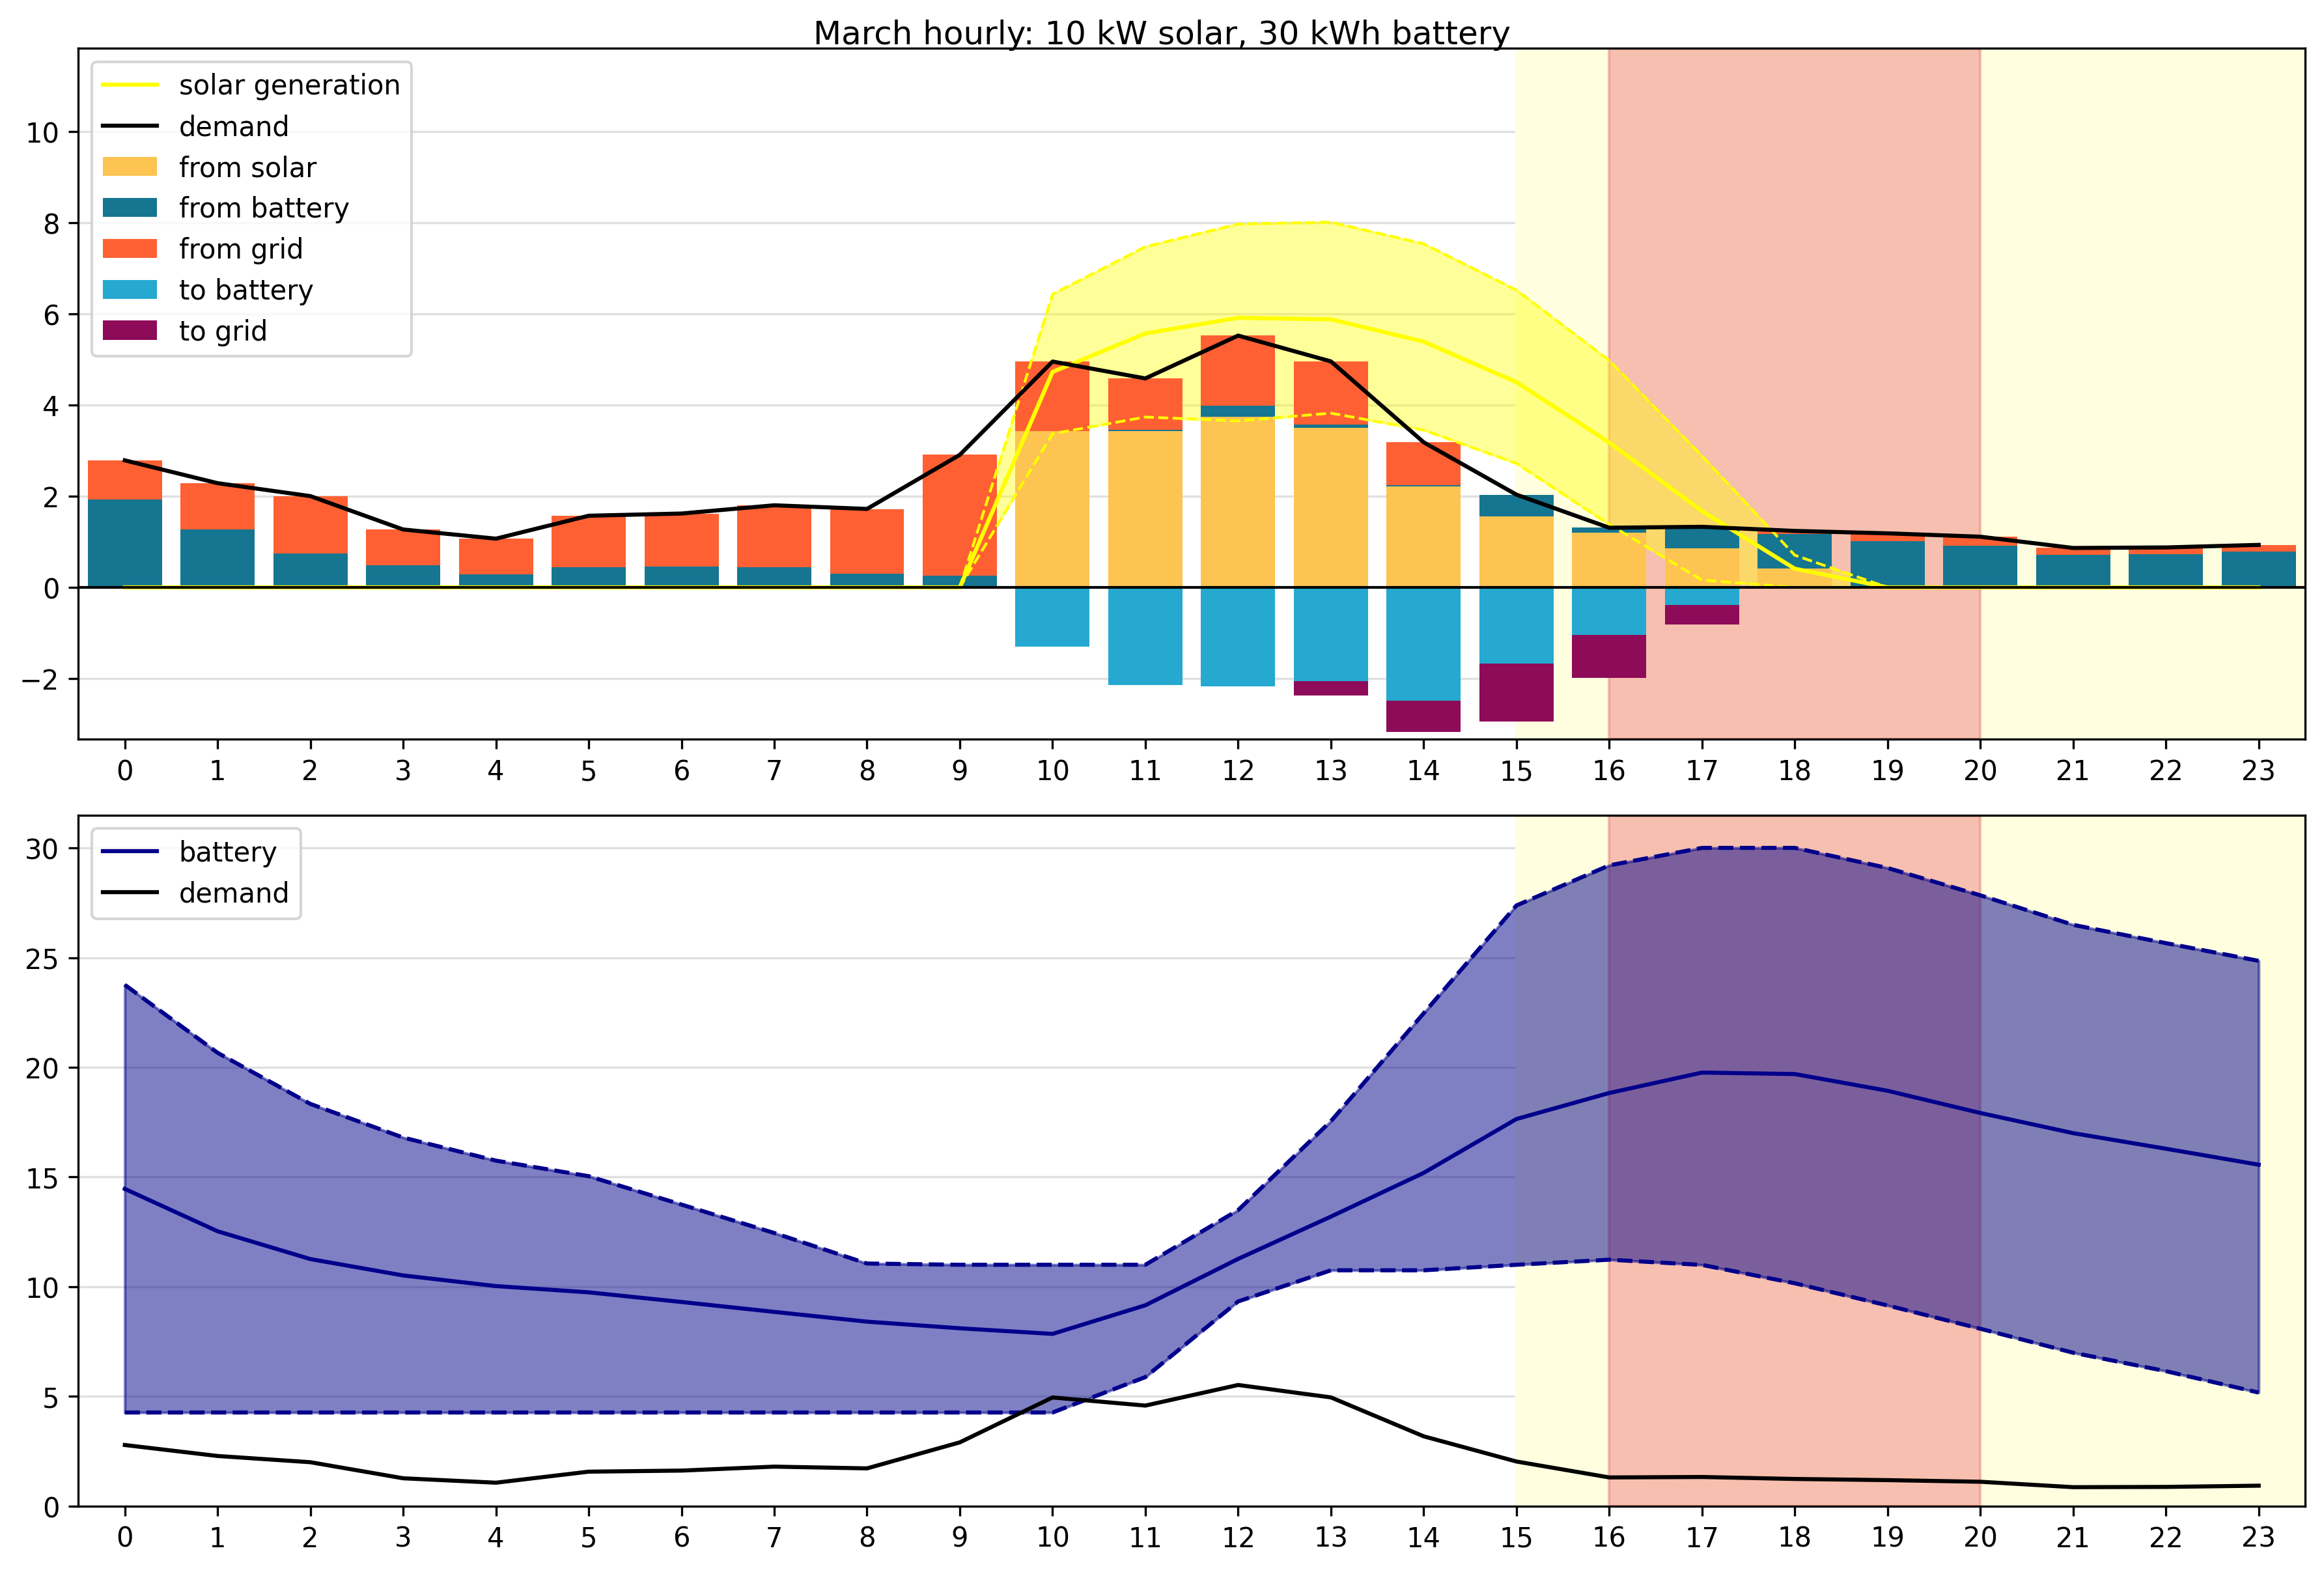 March hourly: 10 kW solar, 30 kWh battery
solar generation
demand
from solar
from battery
from grid
to battery
to grid
10
8
6
4
2
0
−2
0 1 2 3 4 5 6 7 8 9 10 11 12 13 14 15 16 17 18 19 20 21 22 23
battery
demand
30
25
20
15
10
5
0
0 1 2 3 4 5 6 7 8 9 10 11 12 13 14 15 16 17 18 19 20 21 22 23